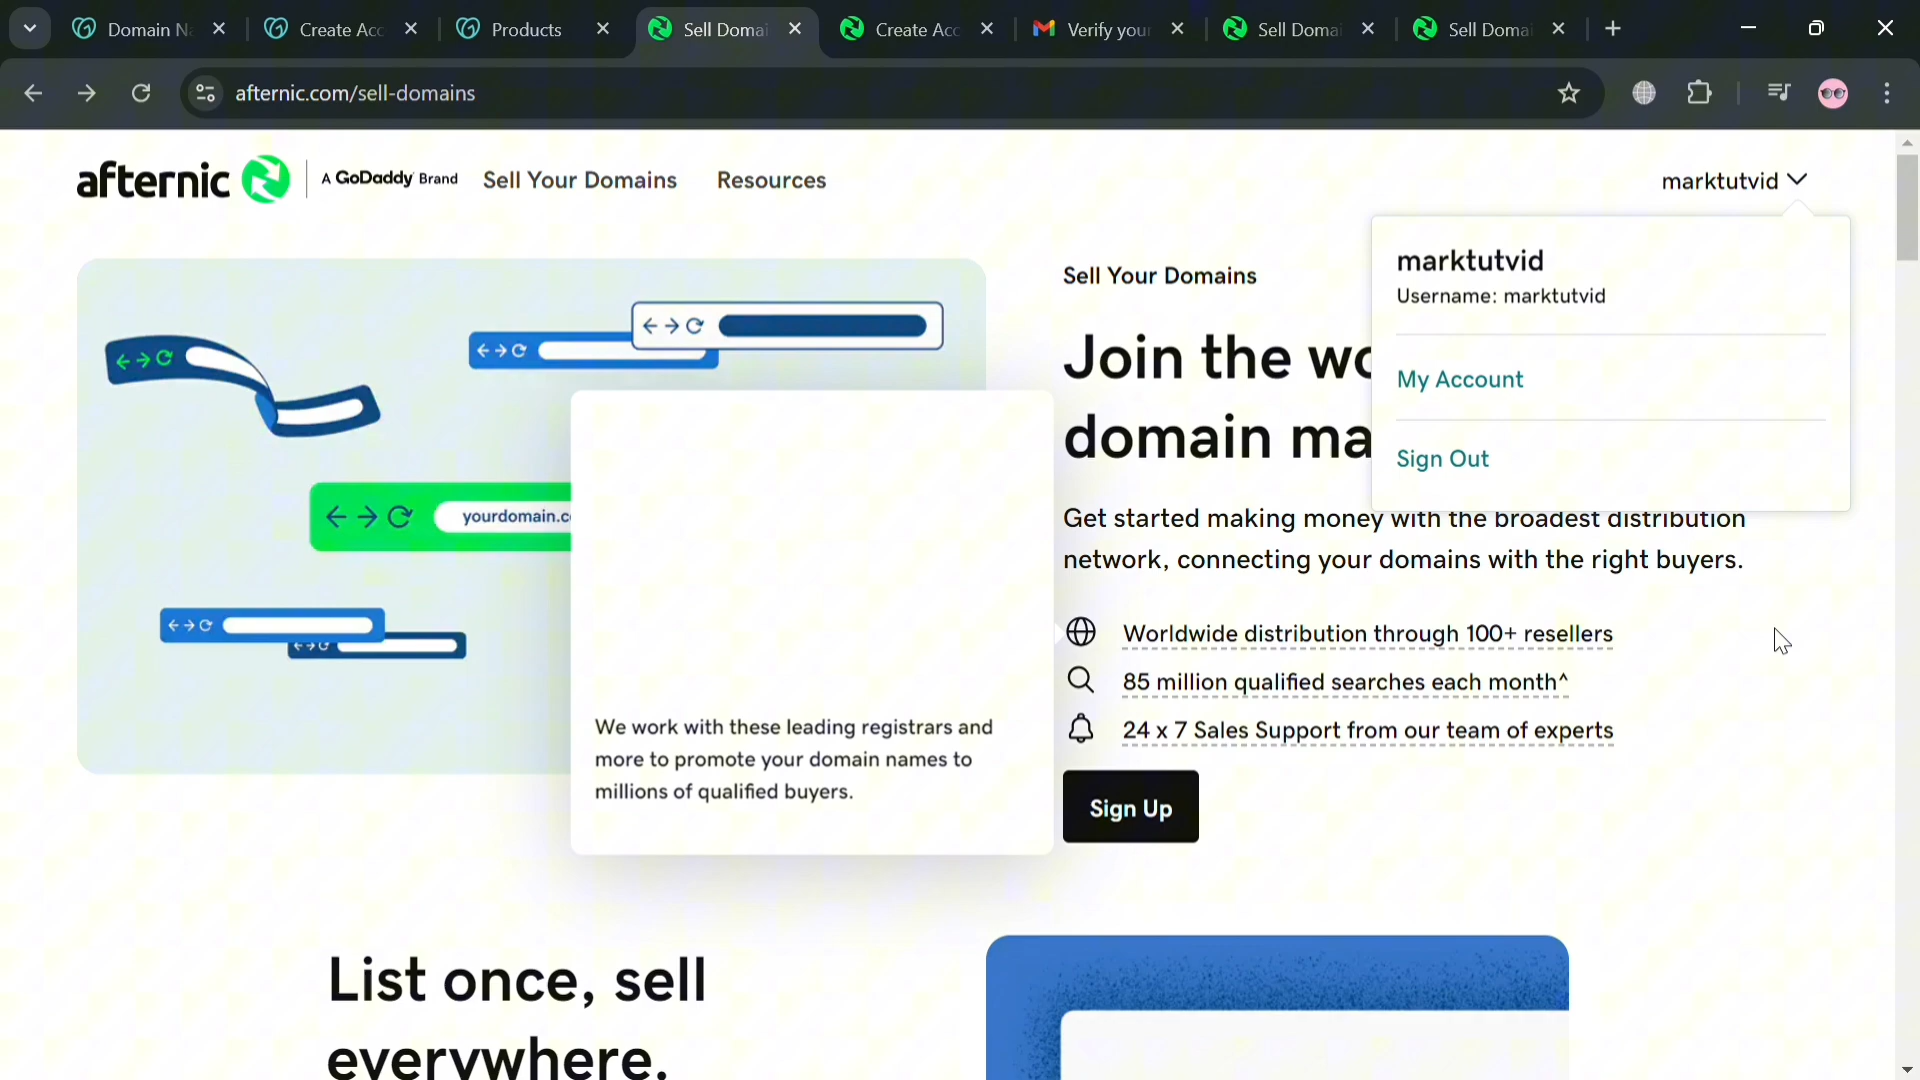 Domain Na
Create Acc
Products
Sell Domai
Create Acc
Verify your
Sell Domai
Sell Domai
afternic.com/sell-domains
afternic
A GoDaddy Brand
Sell Your Domains
Resources
marktutvid
marktutvid
Username: marktutvid
My Account
Sign Out
yourdomain.c
We work with these leading registrars and
more to promote your domain names to
millions of qualified buyers.
Sell Your Domains
Join the wo
domain ma
Get started making money with the broadest distribution
network, connecting your domains with the right buyers.
Worldwide distribution through 100+ resellers
85 million qualified searches each month^
24 x 7 Sales Support from our team of experts
Sign Up
List once, sell
everywhere.